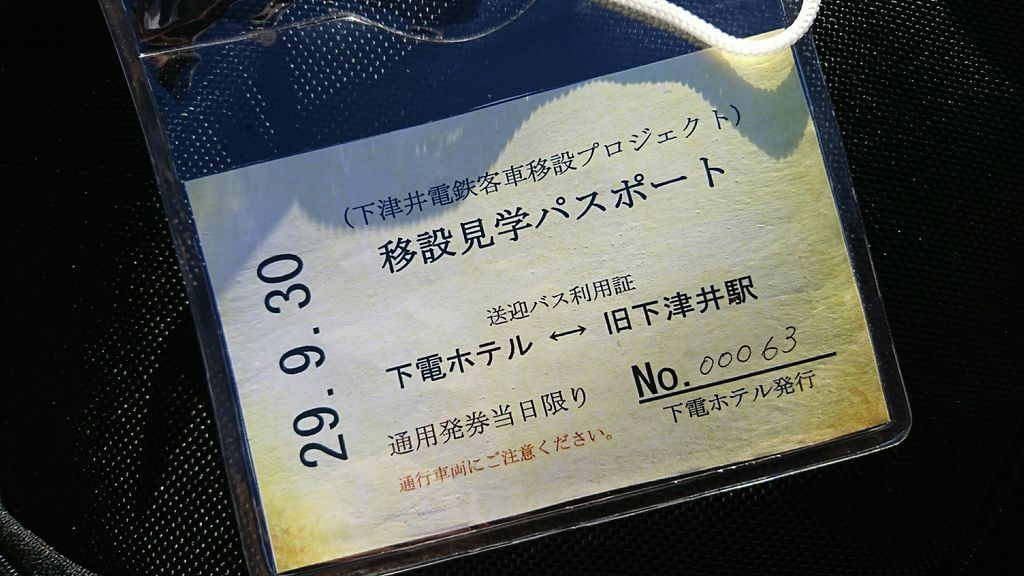 29.9.30
（下津井電鉄客車移設プロジェクト）
移設見学パスポート
送迎バス利用証
下電ホテル ↔ 旧下津井駅
通用発券当日限り
No. 00063
下電ホテル発行
通行車両にご注意ください。